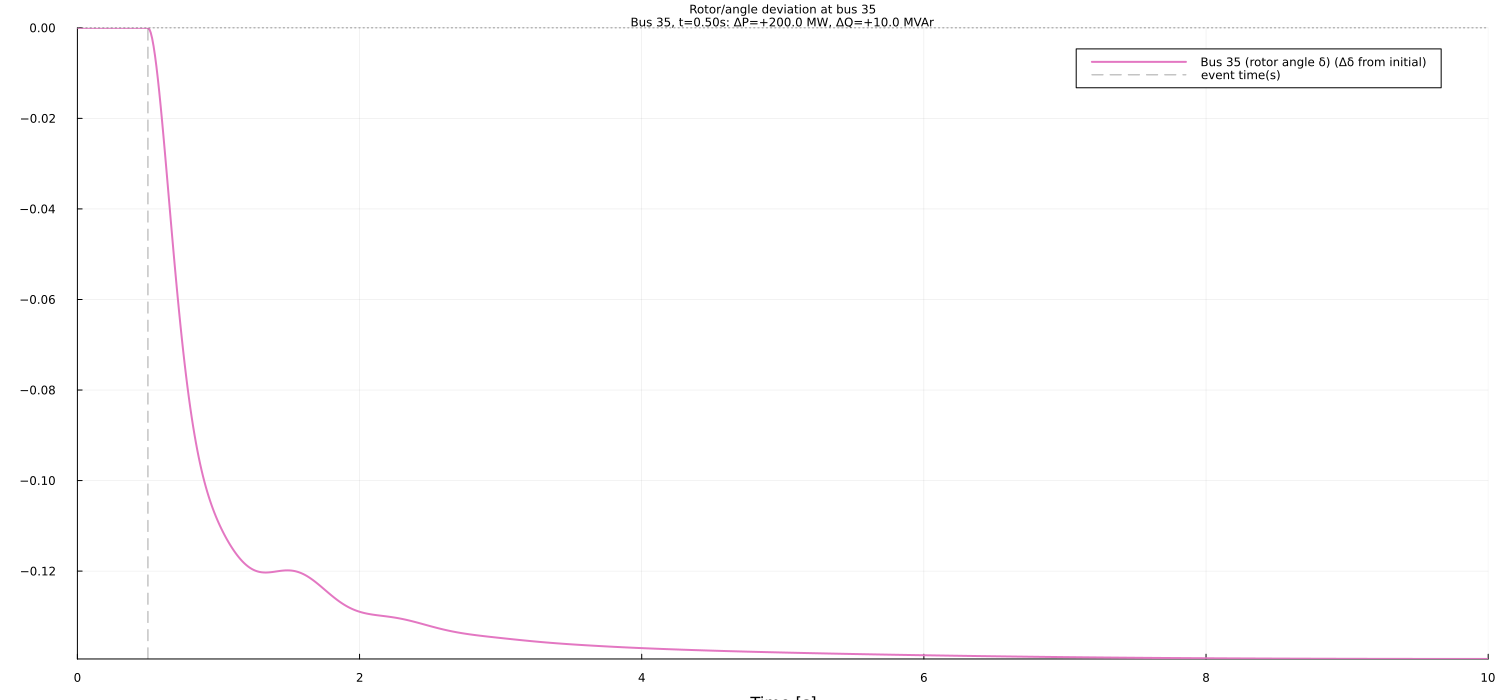 Rotor/angle deviation at bus 35
Bus 35, t=0.50s: ΔP=+200.0 MW, ΔQ=+10.0 MVAr
0.00
−0.02
−0.04
−0.06
−0.08
−0.10
−0.12
Bus 35 (rotor angle δ) (Δδ from initial)
event time(s)
0
2
4
6
8
10
Time [s]